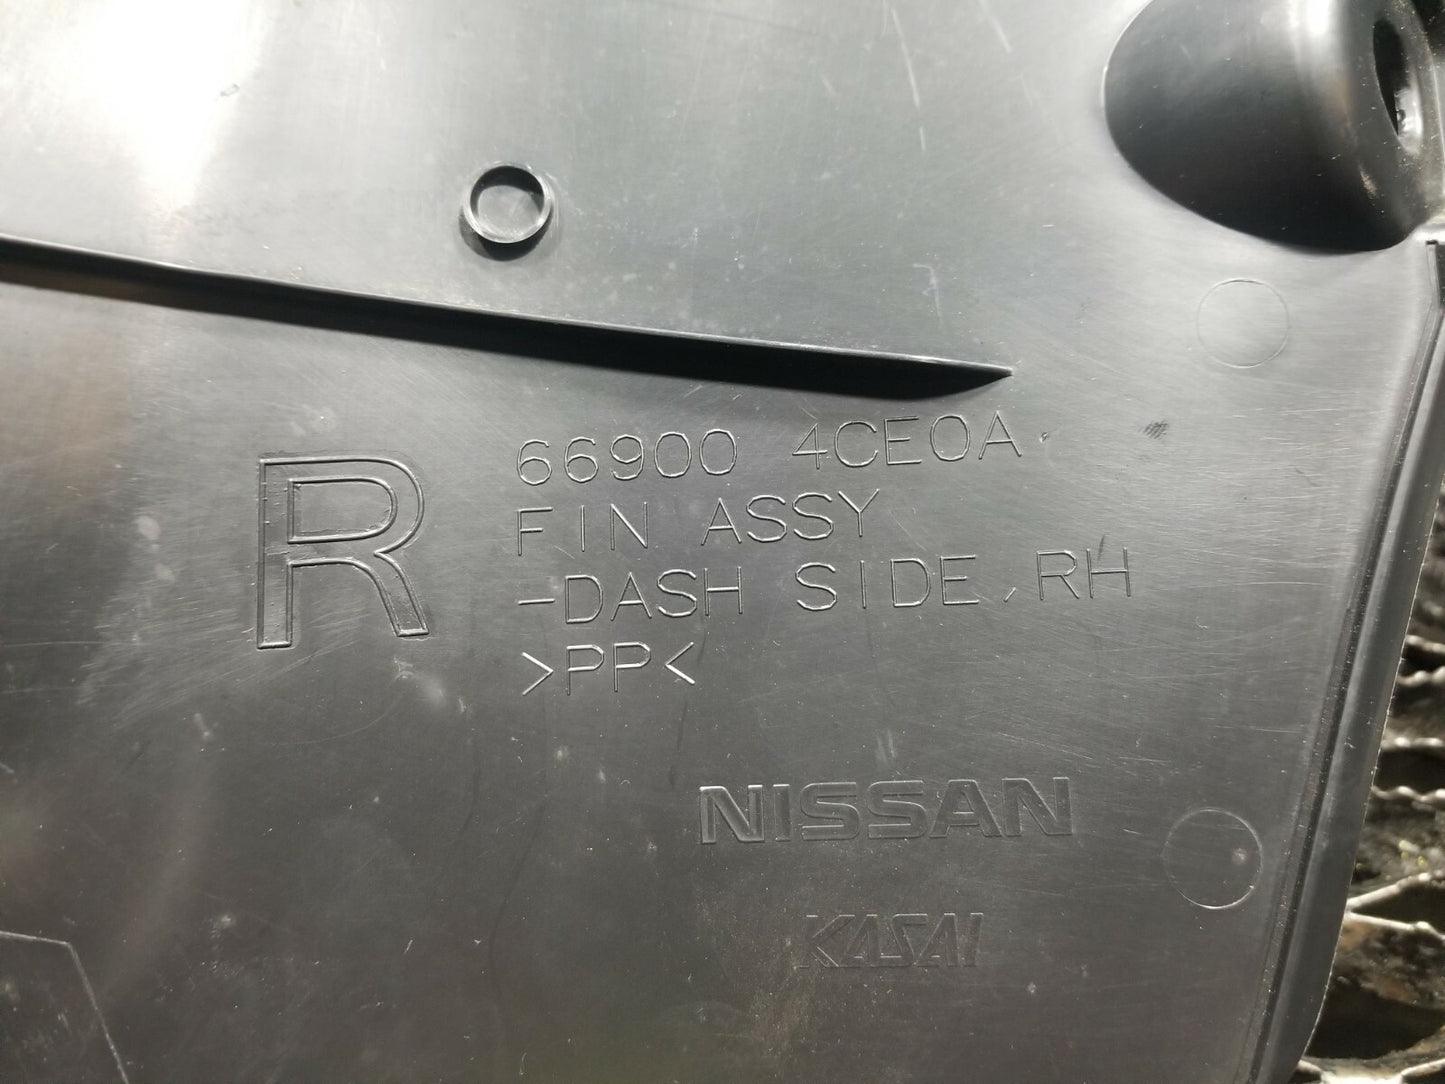 R
66900 4CE0A
FIN ASSY
-DASH SIDE, RH
>PP<
NISSAN
KASAI